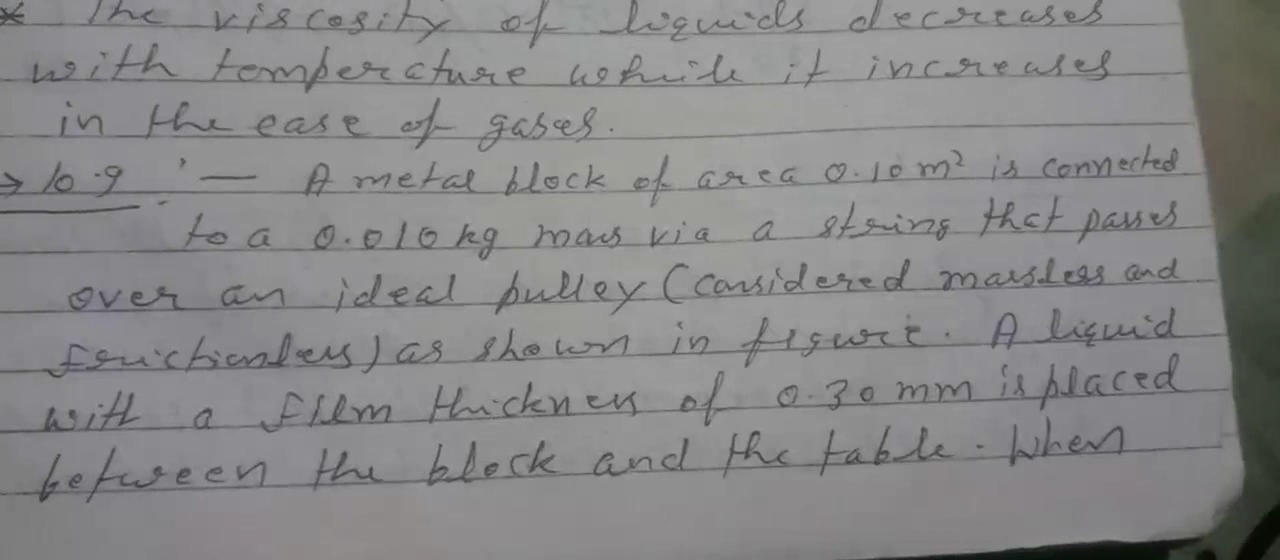 * The viscosity of liquids decreases
with temperature while it increases
in the case of gases.
→ 10.9 :— A metal block of area 0.10 m² is connected
to a 0.010 kg mass via a string that passes
over an ideal pulley (considered massless and
frictionless) as shown in figure. A liquid
with a film thickness of 0.30 mm is placed
between the block and the table. When